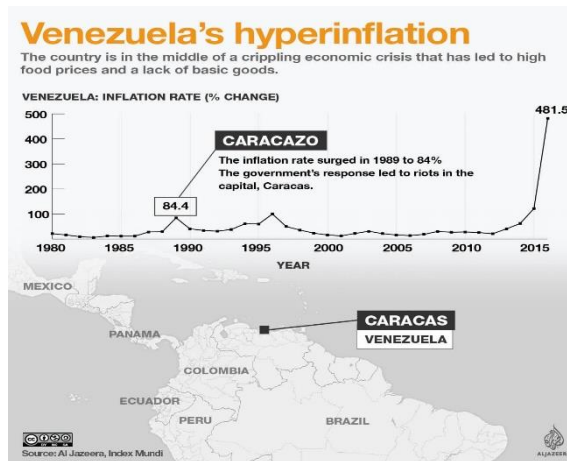 Venezuela's hyperinflation
The country is in the middle of a crippling economic crisis that has led to high
food prices and a lack of basic goods.
VENEZUELA: INFLATION RATE (% CHANGE)
500
400
300
200
100
481.5
CARACAZO
The inflation rate surged in 1989 to 84%
The government's response led to riots in the
capital, Caracas.
84.4
1980 1985 1990 1995 2000 2005 2010 2015
YEAR
MEXICO
PANAMA
COLOMBIA
ECUADOR
PERU
BRAZIL
CARACAS
VENEZUELA
Source: Al Jazeera, Index Mundi
ALJAZEERA